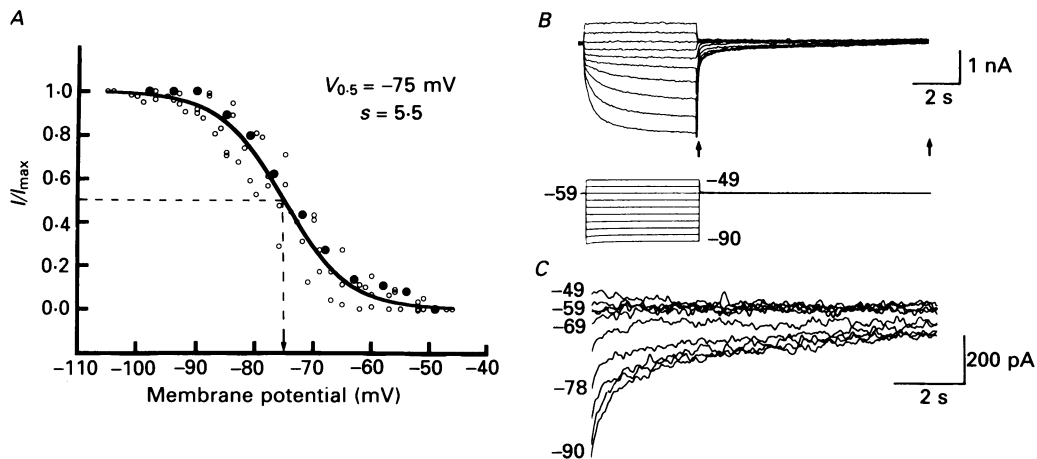 A
V0·5 = −75 mV
s = 5·5
I/Imax
1·0
0·8
0·6
0·4
0·2
0·0
−110 −100 −90 −80 −70 −60 −50 −40
Membrane potential (mV)
B
1 nA
2 s
−49
−59
−90
C
−49
−59
−69
−78
−90
200 pA
2 s